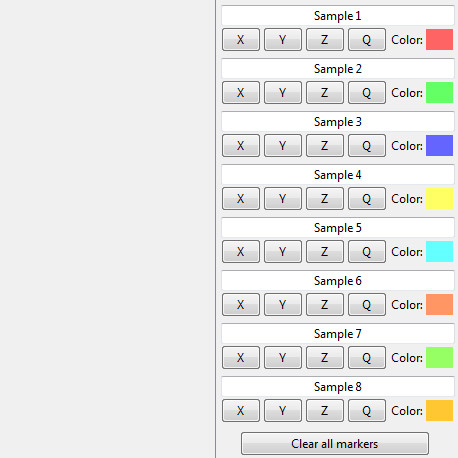 Sample 1
X Y Z Q Color:
Sample 2
X Y Z Q Color:
Sample 3
X Y Z Q Color:
Sample 4
X Y Z Q Color:
Sample 5
X Y Z Q Color:
Sample 6
X Y Z Q Color:
Sample 7
X Y Z Q Color:
Sample 8
X Y Z Q Color:
Clear all markers